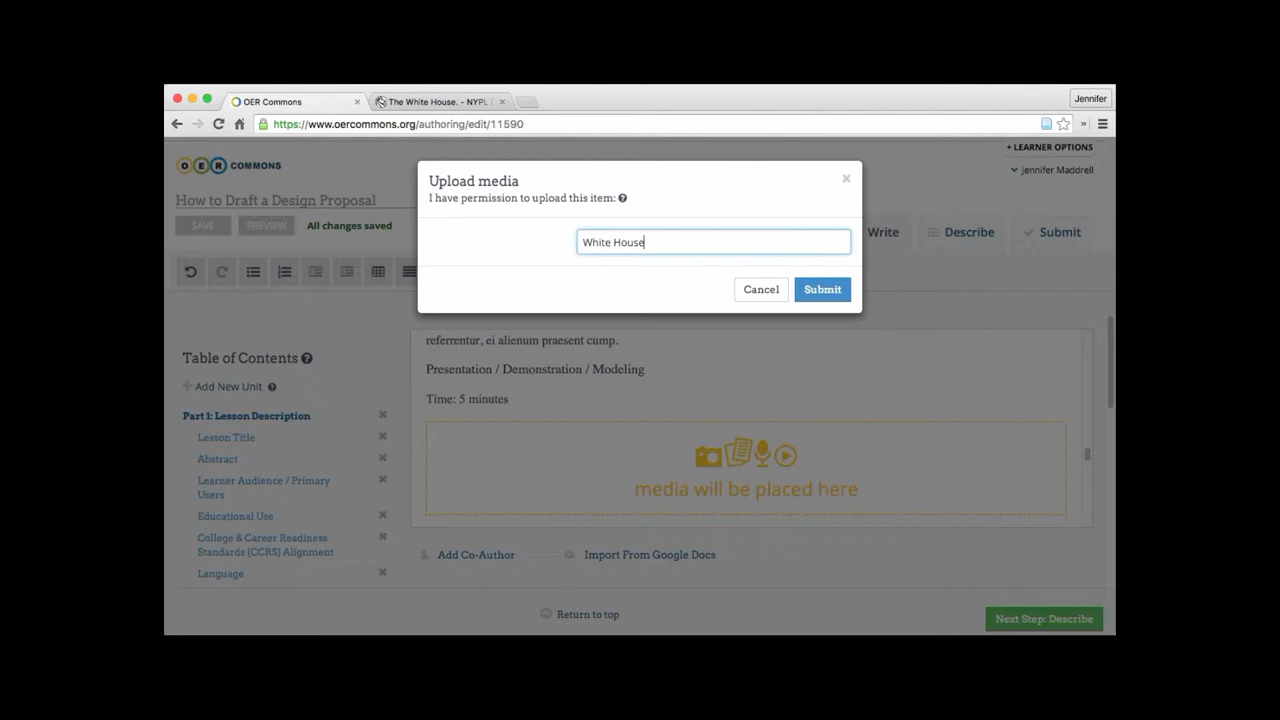 OER Commons
The White House. - NYPL
Jennifer
https://www.oercommons.org/authoring/edit/11590
OER COMMONS
+ LEARNER OPTIONS
Jennifer Maddrell
How to Draft a Design Proposal
SAVE
PREVIEW
All changes saved
Write
Describe
Submit
Upload media
I have permission to upload this item:
White House
Cancel
Submit
Table of Contents
Add New Unit
Part 1: Lesson Description
Lesson Title
Abstract
Learner Audience / Primary
Users
Educational Use
College & Career Readiness
Standards (CCRS) Alignment
Language
referrentur, ei alienum praesent cump.
Presentation / Demonstration / Modeling
Time: 5 minutes
media will be placed here
Add Co-Author
Import From Google Docs
Return to top
Next Step: Describe